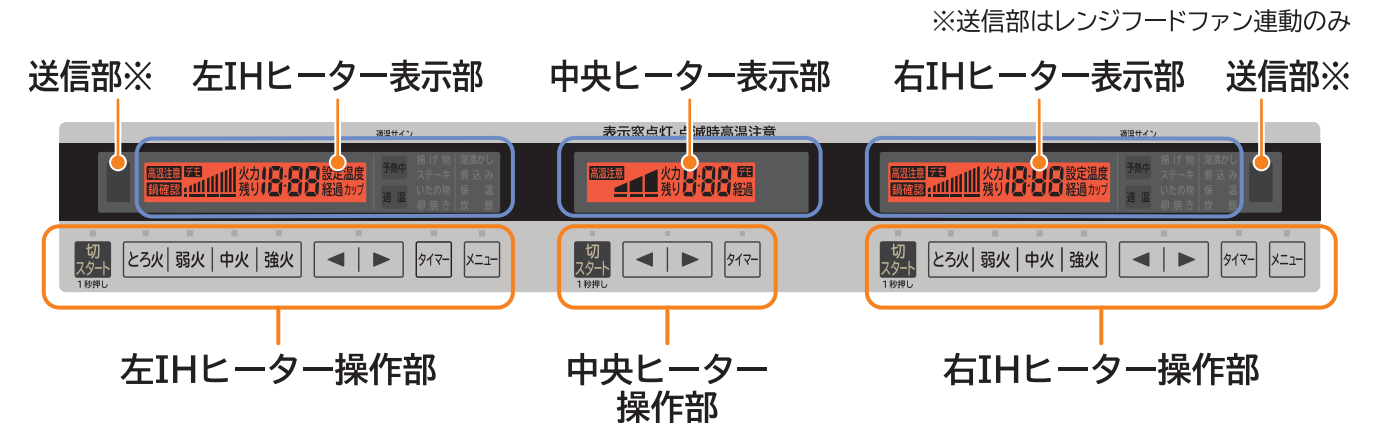 ※送信部はレンジフードファン連動のみ
送信部※
左IHヒーター表示部
中央ヒーター表示部
右IHヒーター表示部
送信部※
適温サイン
表示窓点灯・点滅時高温注意
適温サイン
高温注意 デモ
鍋確認
火力
残り
18:88
設定温度
経過カップ
予熱中
適温
揚げ物
ステーキ
いため物
卵焼き
湯沸かし
煮込み
保温
炊飯
高温注意
火力
残り
8:88
デモ
経過
高温注意 デモ
鍋確認
火力
残り
18:88
設定温度
経過カップ
予熱中
適温
揚げ物
ステーキ
いため物
卵焼き
湯沸かし
煮込み
保温
炊飯
切
スタート
1秒押し
とろ火 弱火 中火 強火
◀ ▶
タイマー
メニュー
切
スタート
1秒押し
◀ ▶
タイマー
切
スタート
1秒押し
とろ火 弱火 中火 強火
◀ ▶
タイマー
メニュー
左IHヒーター操作部
中央ヒーター
操作部
右IHヒーター操作部